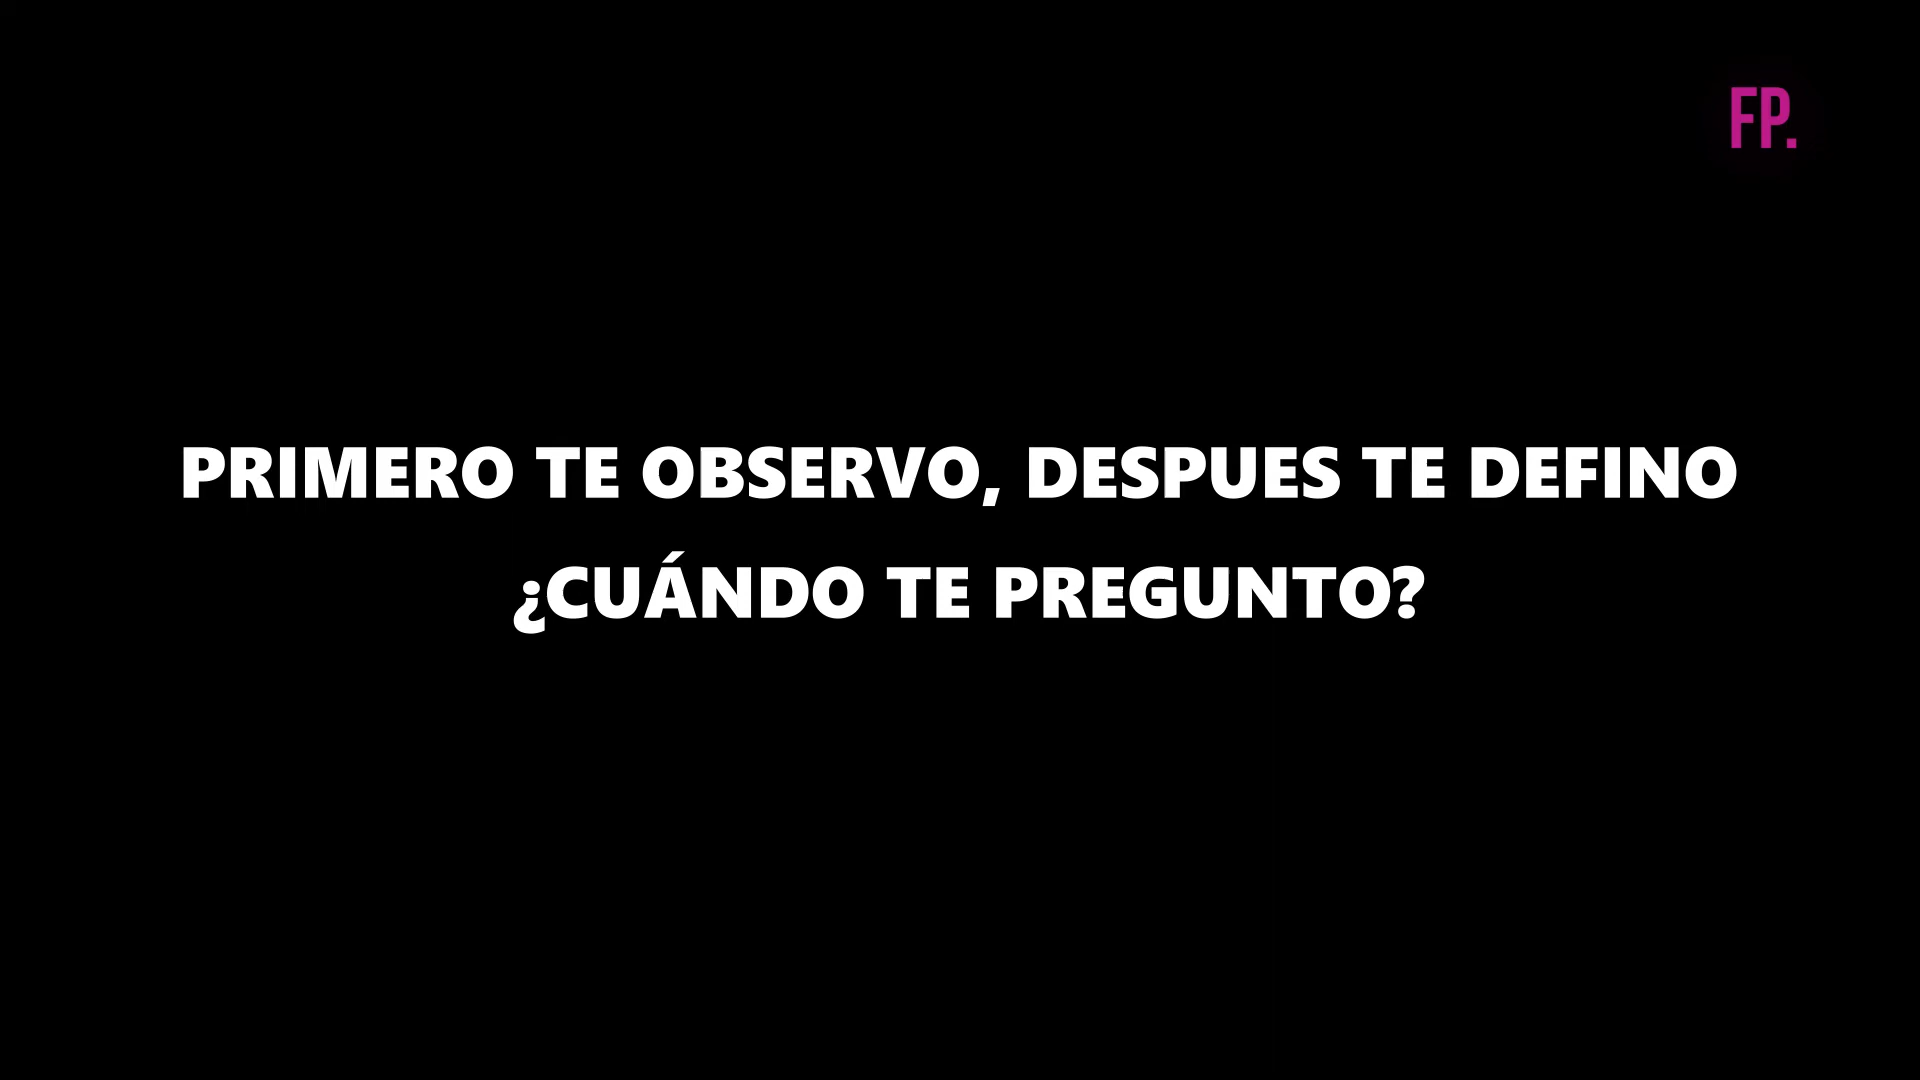 FP.
PRIMERO TE OBSERVO, DESPUES TE DEFINO
¿CUÁNDO TE PREGUNTO?